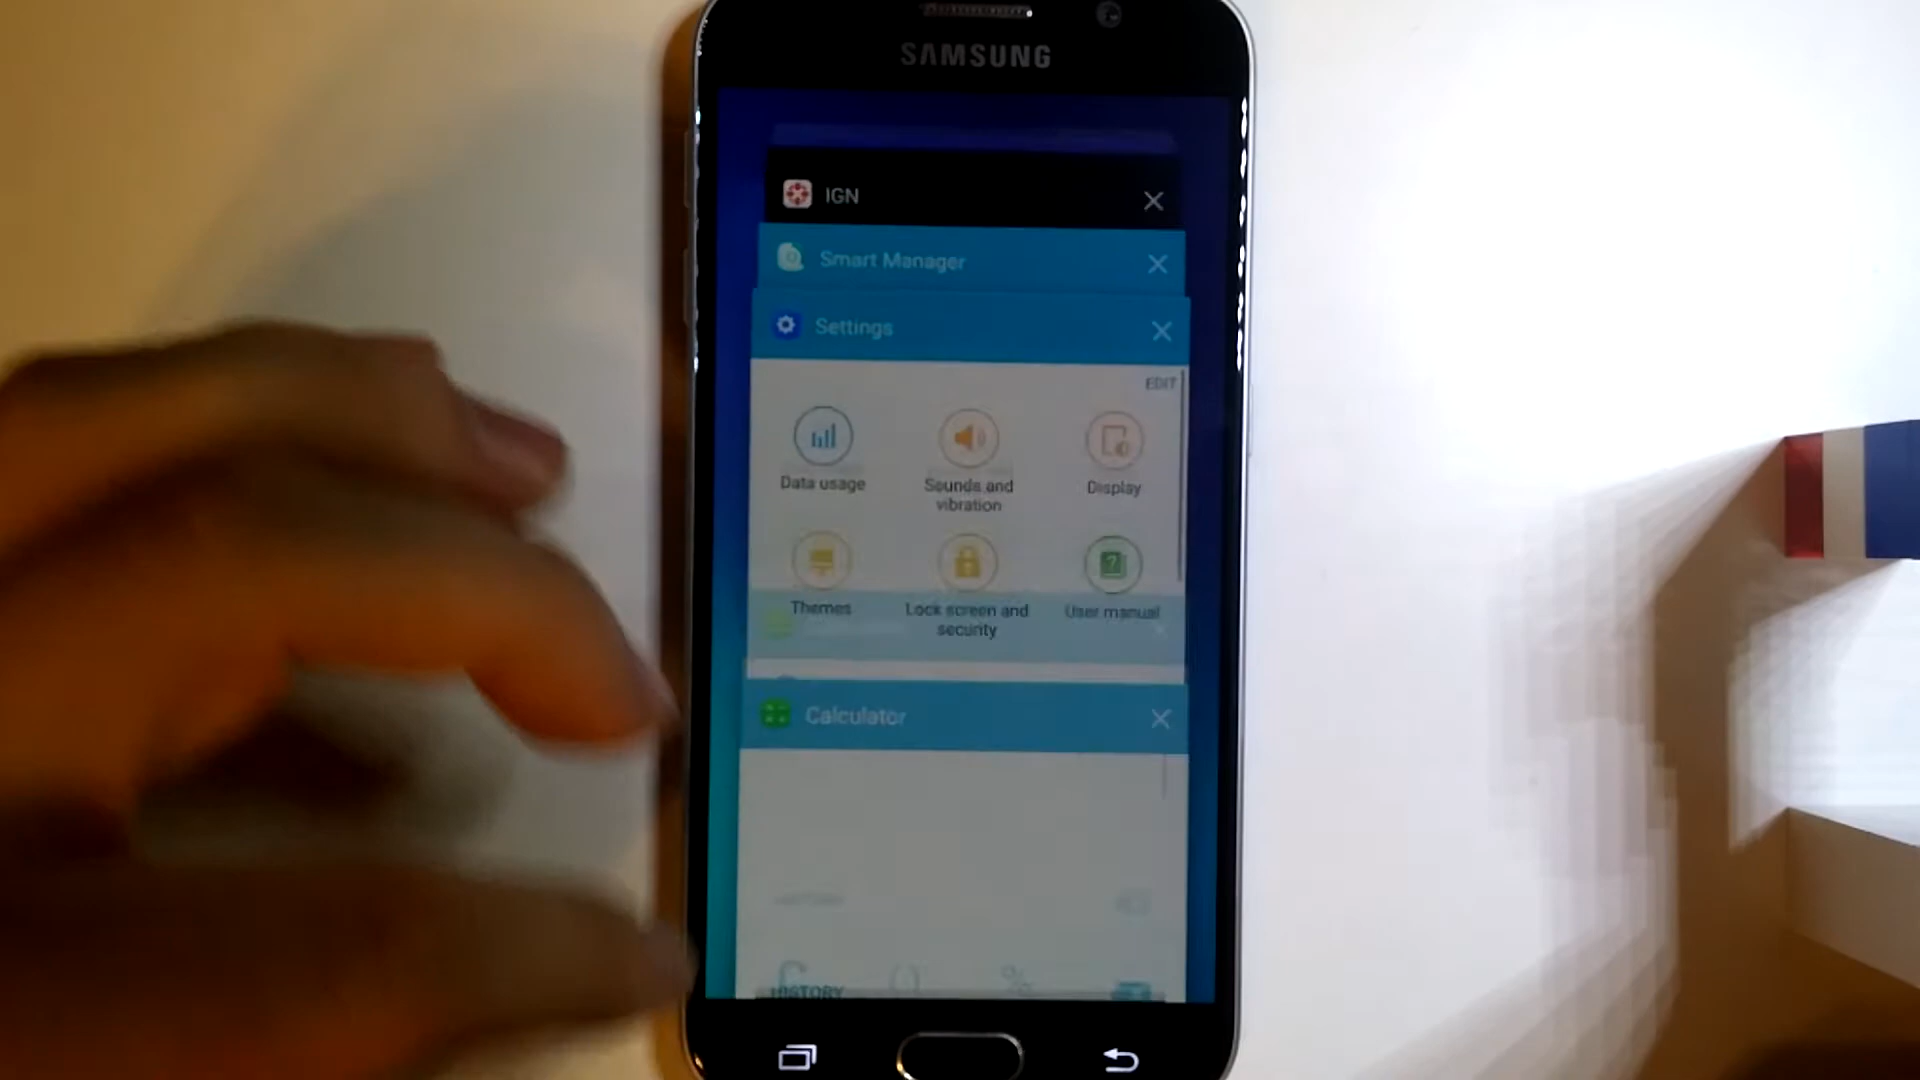 SAMSUNG
IGN
Smart Manager
Settings
EDIT
Data usage
Sounds and
vibration
Display
Themes
Lock screen and
security
User manual
Calculator
HISTORY
( )
%